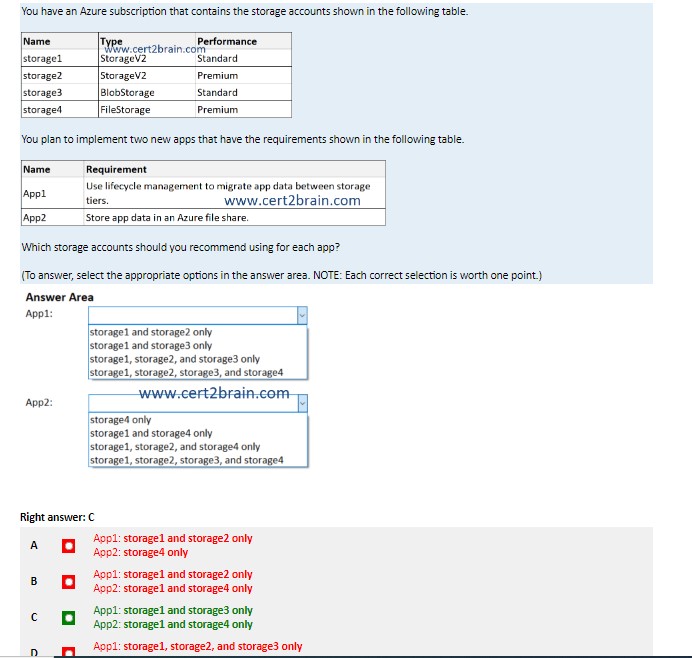 You have an Azure subscription that contains the storage accounts shown in the following table.
Name Type Performance
www.cert2brain.com
storage1 StorageV2 Standard
storage2 StorageV2 Premium
storage3 BlobStorage Standard
storage4 FileStorage Premium
You plan to implement two new apps that have the requirements shown in the following table.
Name Requirement
App1 Use lifecycle management to migrate app data between storage
tiers.
www.cert2brain.com
App2 Store app data in an Azure file share.
Which storage accounts should you recommend using for each app?
(To answer, select the appropriate options in the answer area. NOTE: Each correct selection is worth one point.)
Answer Area
App1:
storage1 and storage2 only
storage1 and storage3 only
storage1, storage2, and storage3 only
storage1, storage2, storage3, and storage4
www.cert2brain.com
App2:
storage4 only
storage1 and storage4 only
storage1, storage2, and storage4 only
storage1, storage2, storage3, and storage4
Right answer: C
A App1: storage1 and storage2 only
App2: storage4 only
B App1: storage1 and storage2 only
App2: storage1 and storage4 only
C App1: storage1 and storage3 only
App2: storage1 and storage4 only
D App1: storage1, storage2, and storage3 only